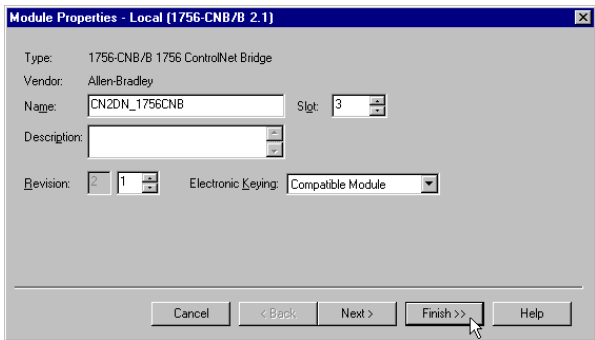 Module Properties - Local (1756-CNB/B 2.1)
Type: 1756-CNB/B 1756 ControlNet Bridge
Vendor: Allen-Bradley
Name: CN2DN_1756CNB Slot: 3
Description:
Revision: 2 1 Electronic Keying: Compatible Module
Cancel < Back Next > Finish >> Help